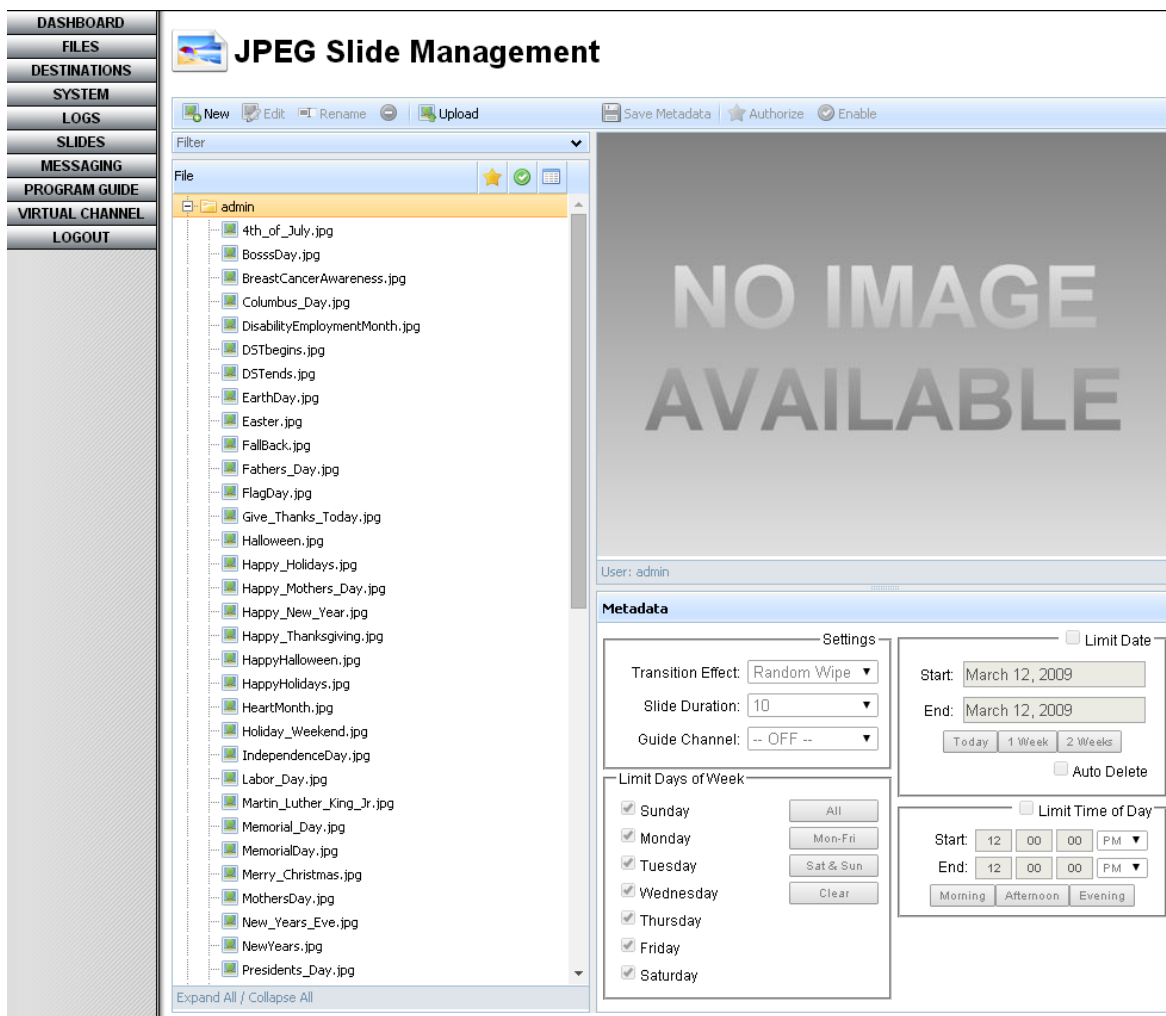 DASHBOARD
FILES
DESTINATIONS
SYSTEM
LOGS
SLIDES
MESSAGING
PROGRAM GUIDE
VIRTUAL CHANNEL
LOGOUT
JPEG Slide Management
New Edit Rename Upload
Save Metadata Authorize Enable
Filter
File
admin
4th_of_July.jpg
BosssDay.jpg
BreastCancerAwareness.jpg
Columbus_Day.jpg
DisabilityEmploymentMonth.jpg
DSTbegins.jpg
DSTends.jpg
EarthDay.jpg
Easter.jpg
FallBack.jpg
Fathers_Day.jpg
FlagDay.jpg
Give_Thanks_Today.jpg
Halloween.jpg
Happy_Holidays.jpg
Happy_Mothers_Day.jpg
Happy_New_Year.jpg
Happy_Thanksgiving.jpg
HappyHalloween.jpg
HappyHolidays.jpg
HeartMonth.jpg
Holiday_Weekend.jpg
IndependenceDay.jpg
Labor_Day.jpg
Martin_Luther_King_Jr.jpg
Memorial_Day.jpg
MemorialDay.jpg
Merry_Christmas.jpg
MothersDay.jpg
New_Years_Eve.jpg
NewYears.jpg
Presidents_Day.jpg
Expand All / Collapse All
NO IMAGE
AVAILABLE
User: admin
Metadata
Settings
Transition Effect: Random Wipe
Slide Duration: 10
Guide Channel: -- OFF --
Limit Days of Week
Sunday All
Monday Mon-Fri
Tuesday Sat & Sun
Wednesday Clear
Thursday
Friday
Saturday
Limit Date
Start: March 12, 2009
End: March 12, 2009
Today 1 Week 2 Weeks
Auto Delete
Limit Time of Day
Start: 12 00 00 PM
End: 12 00 00 PM
Morning Afternoon Evening